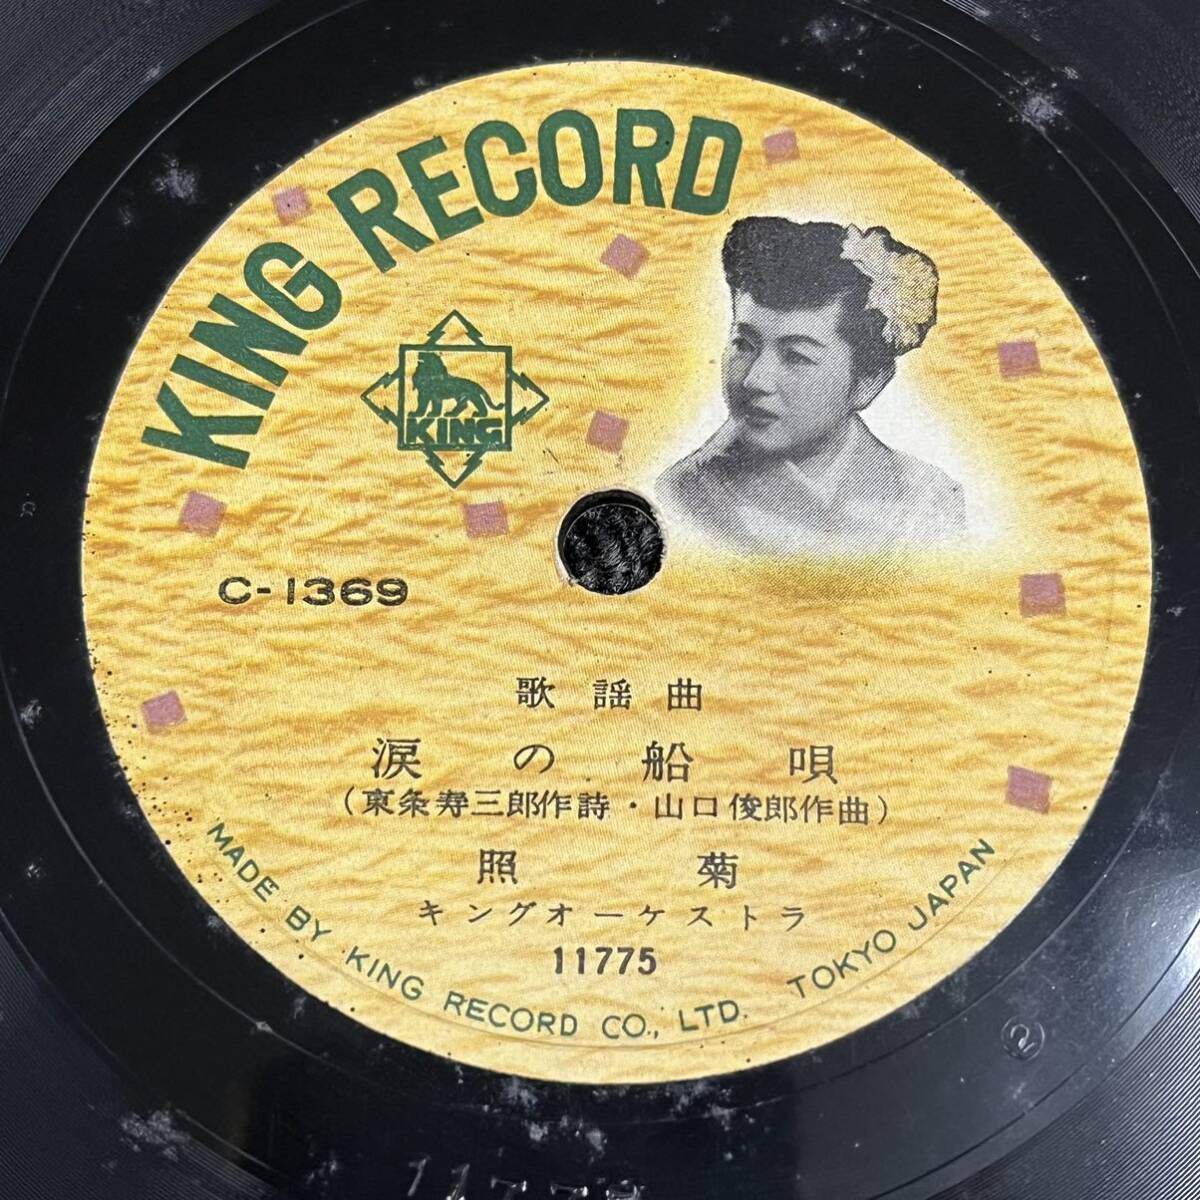 KING RECORD
KING
C-1369
歌謡曲
涙の船唄
(東条寿三郎作詩・山口俊郎作曲)
照菊
キングオーケストラ
11775
MADE BY KING RECORD CO., LTD. TOKYO JAPAN
②